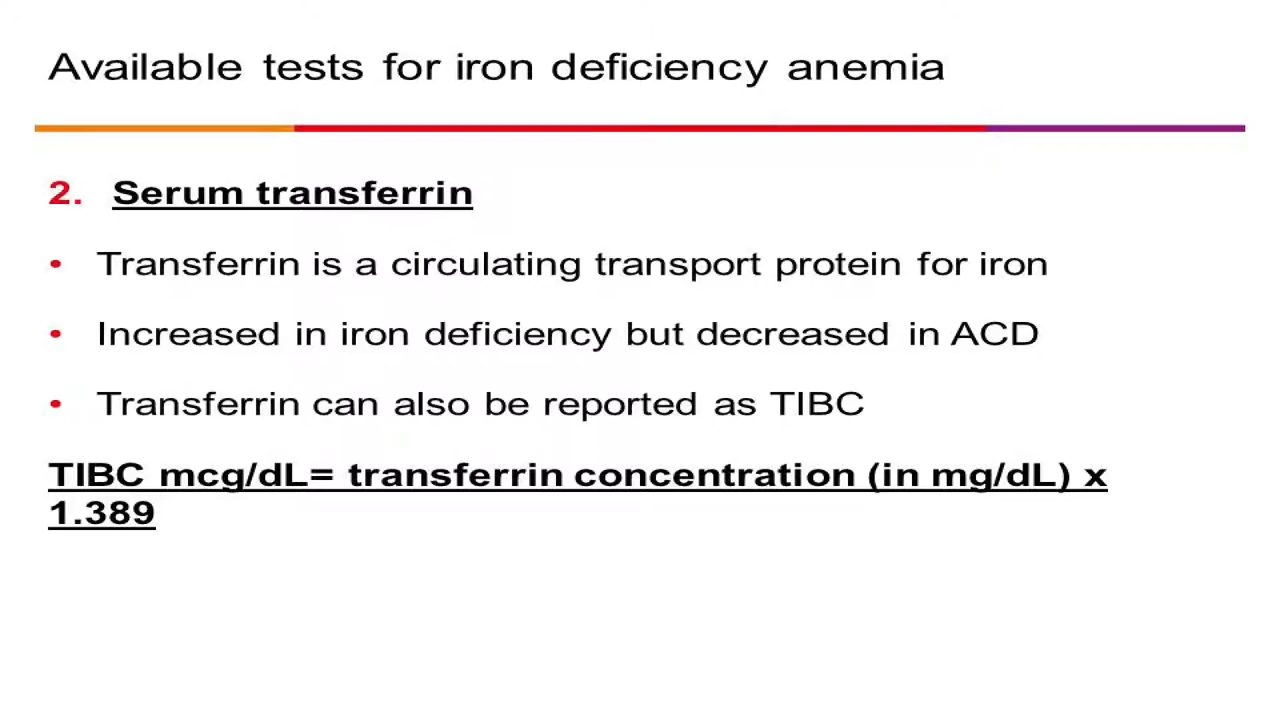 Available tests for iron deficiency anemia
2. Serum transferrin
• Transferrin is a circulating transport protein for iron
• Increased in iron deficiency but decreased in ACD
• Transferrin can also be reported as TIBC
TIBC mcg/dL= transferrin concentration (in mg/dL) x
1.389